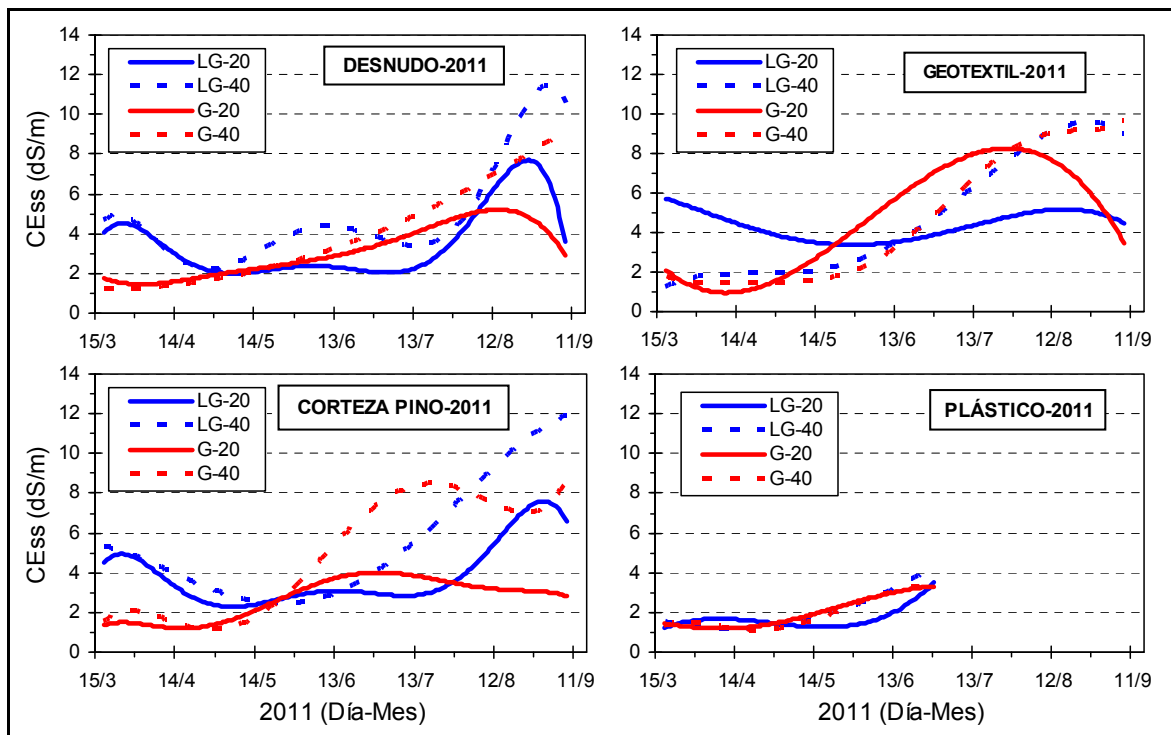 DESNUDO-2011
LG-20
LG-40
G-20
G-40
CEss (dS/m)
14
12
10
8
6
4
2
0
15/3 14/4 14/5 13/6 13/7 12/8 11/9
GEOTEXTIL-2011
LG-20
LG-40
G-20
G-40
14
12
10
8
6
4
2
0
15/3 14/4 14/5 13/6 13/7 12/8 11/9
CORTEZA PINO-2011
LG-20
LG-40
G-20
G-40
CEss (dS/m)
14
12
10
8
6
4
2
0
15/3 14/4 14/5 13/6 13/7 12/8 11/9
2011 (Día-Mes)
PLÁSTICO-2011
LG-20
LG-40
G-20
G-40
14
12
10
8
6
4
2
0
15/3 14/4 14/5 13/6 13/7 12/8 11/9
2011 (Día-Mes)